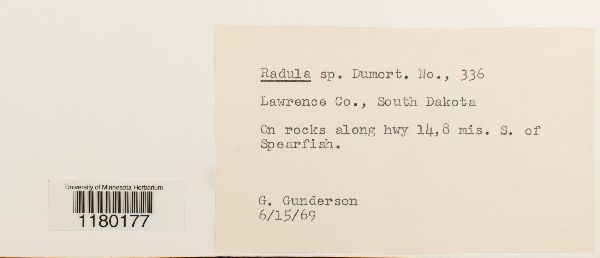 Radula sp. Dumort. No., 336
Lawrence Co., South Dakota
On rocks along hwy 14,8 mis. S. of
Spearfish.
G. Gunderson
6/15/69
University of Minnesota Herbarium
1180177